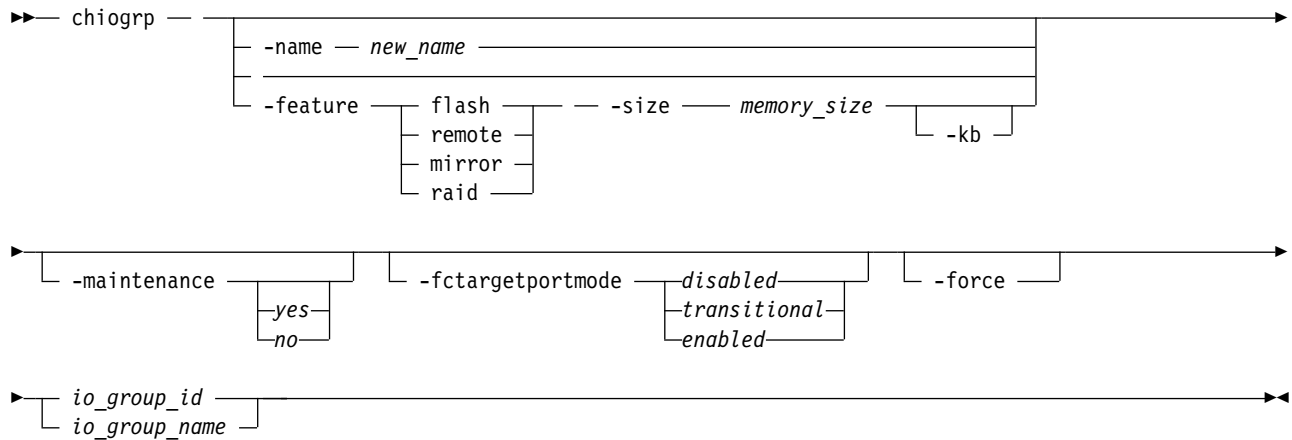 chiogrp
-name new_name
-feature flash -size memory_size
remote -kb
mirror
raid
-maintenance -fctargetportmode disabled -force
yes transitional
no enabled
io_group_id
io_group_name